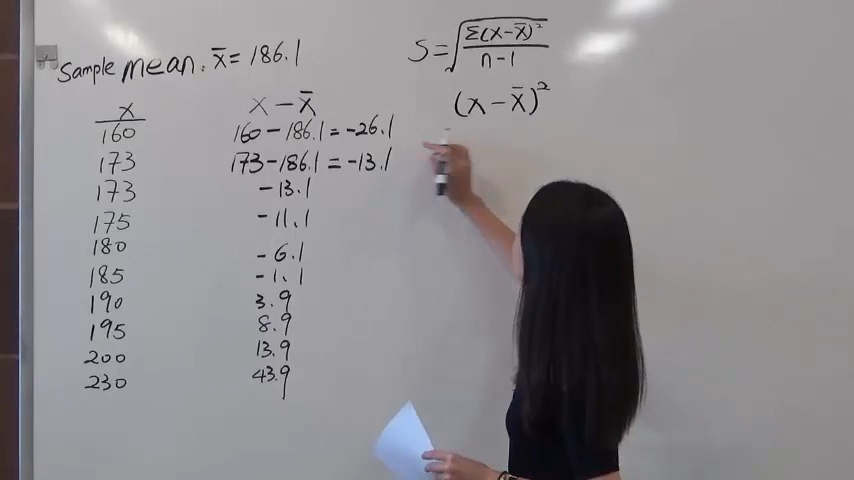 Sample mean. x̄ = 186.1
S = √(Σ(x-x̄)²/(n-1))
x
x - x̄
(x - x̄)²
160
160 - 186.1 = -26.1
173
173 - 186.1 = -13.1
173
-13.1
175
-11.1
180
-6.1
185
-1.1
190
3.9
195
8.9
200
13.9
230
43.9